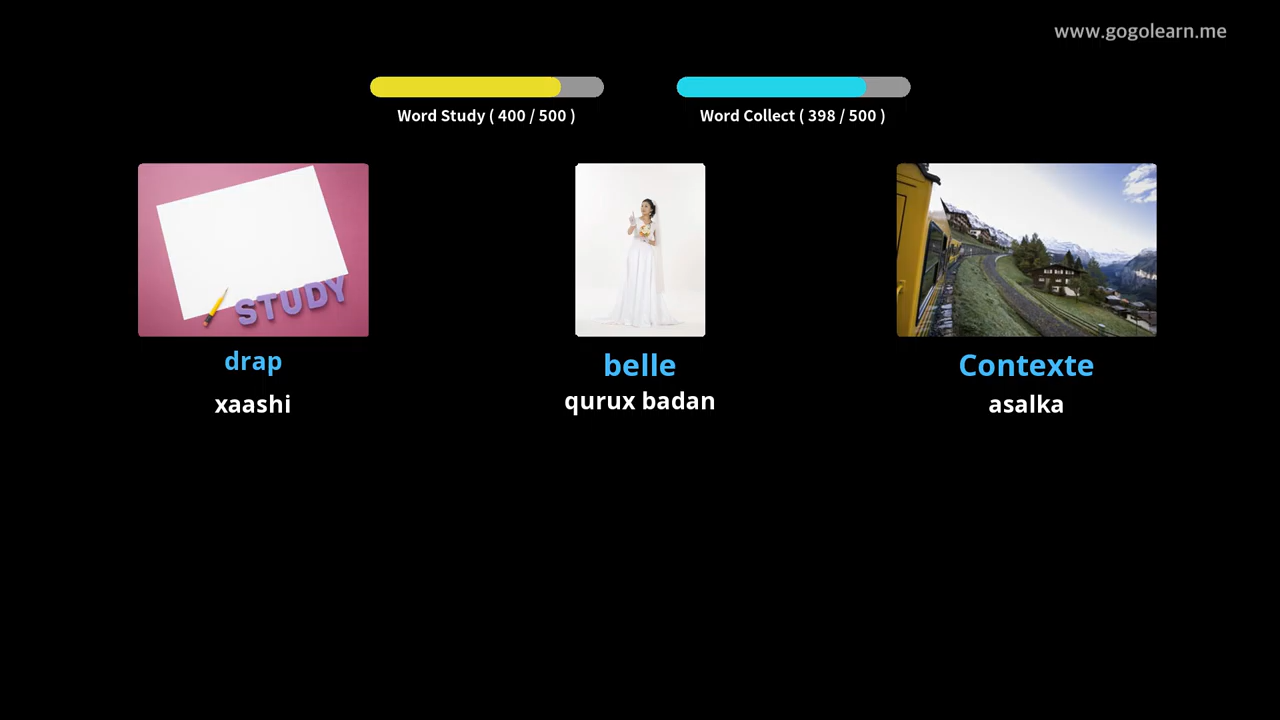 www.gogolearn.me
Word Study ( 400 / 500 )
Word Collect ( 398 / 500 )
STUDY
drap
belle
Contexte
xaashi
qurux badan
asalka